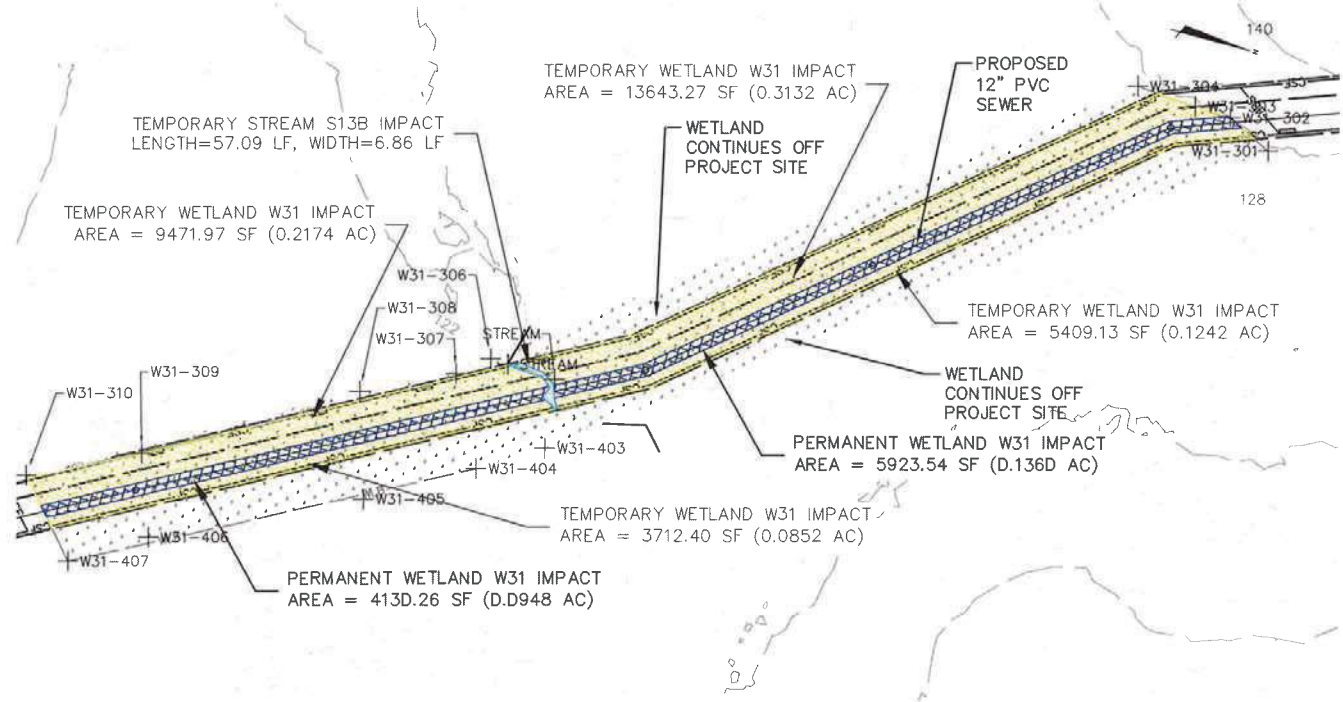 140
PROPOSED
12" PVC
SEWER
TEMPORARY WETLAND W31 IMPACT
AREA = 13643.27 SF (0.3132 AC)
W31-304
W31-303
W31-302
W31-301
TEMPORARY STREAM S13B IMPACT
LENGTH=57.09 LF, WIDTH=6.86 LF
WETLAND
CONTINUES OFF
PROJECT SITE
128
TEMPORARY WETLAND W31 IMPACT
AREA = 9471.97 SF (0.2174 AC)
W31-306
W31-308
122
W31-307
STREAM
STREAM
TEMPORARY WETLAND W31 IMPACT
AREA = 5409.13 SF (0.1242 AC)
W31-309
W31-310
WETLAND
CONTINUES OFF
PROJECT SITE
PERMANENT WETLAND W31 IMPACT
AREA = 5923.54 SF (D.136D AC)
W31-403
W31-404
W31-405
W31-406
W31-407
TEMPORARY WETLAND W31 IMPACT
AREA = 3712.40 SF (0.0852 AC)
PERMANENT WETLAND W31 IMPACT
AREA = 413D.26 SF (D.D948 AC)